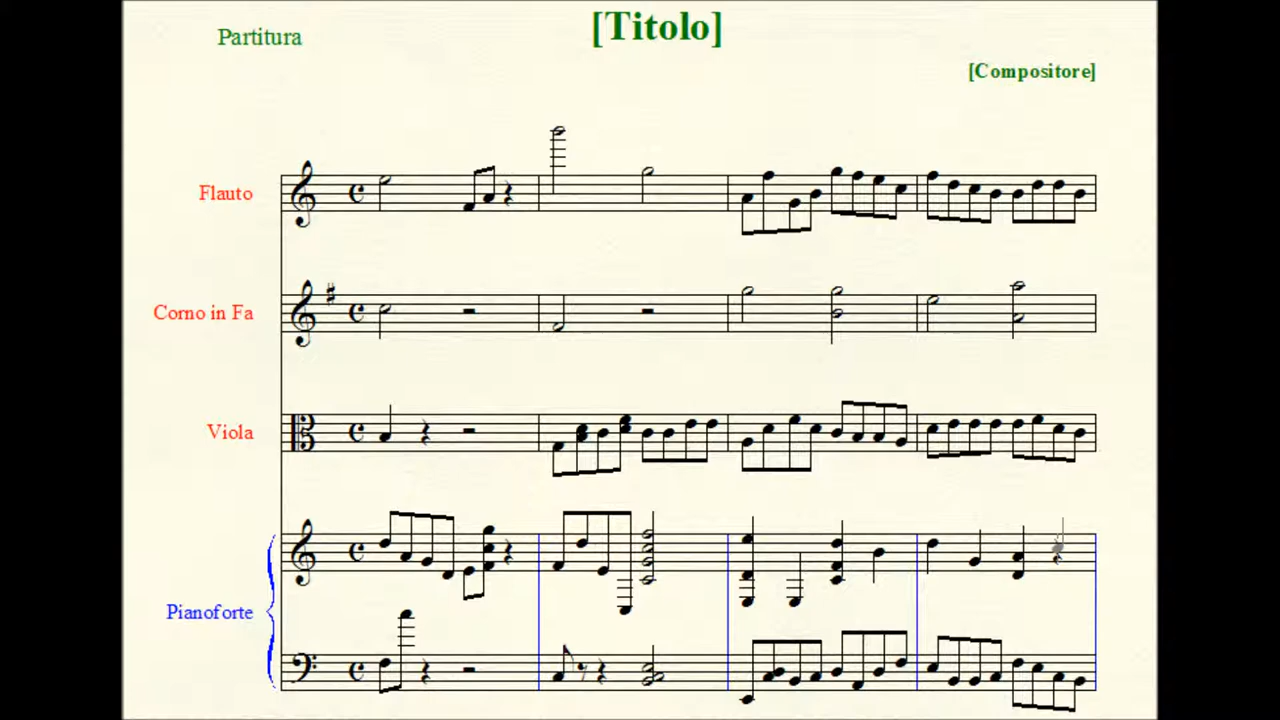 Partitura
[Titolo]
[Compositore]
Flauto
Corno in Fa
Viola
Pianoforte